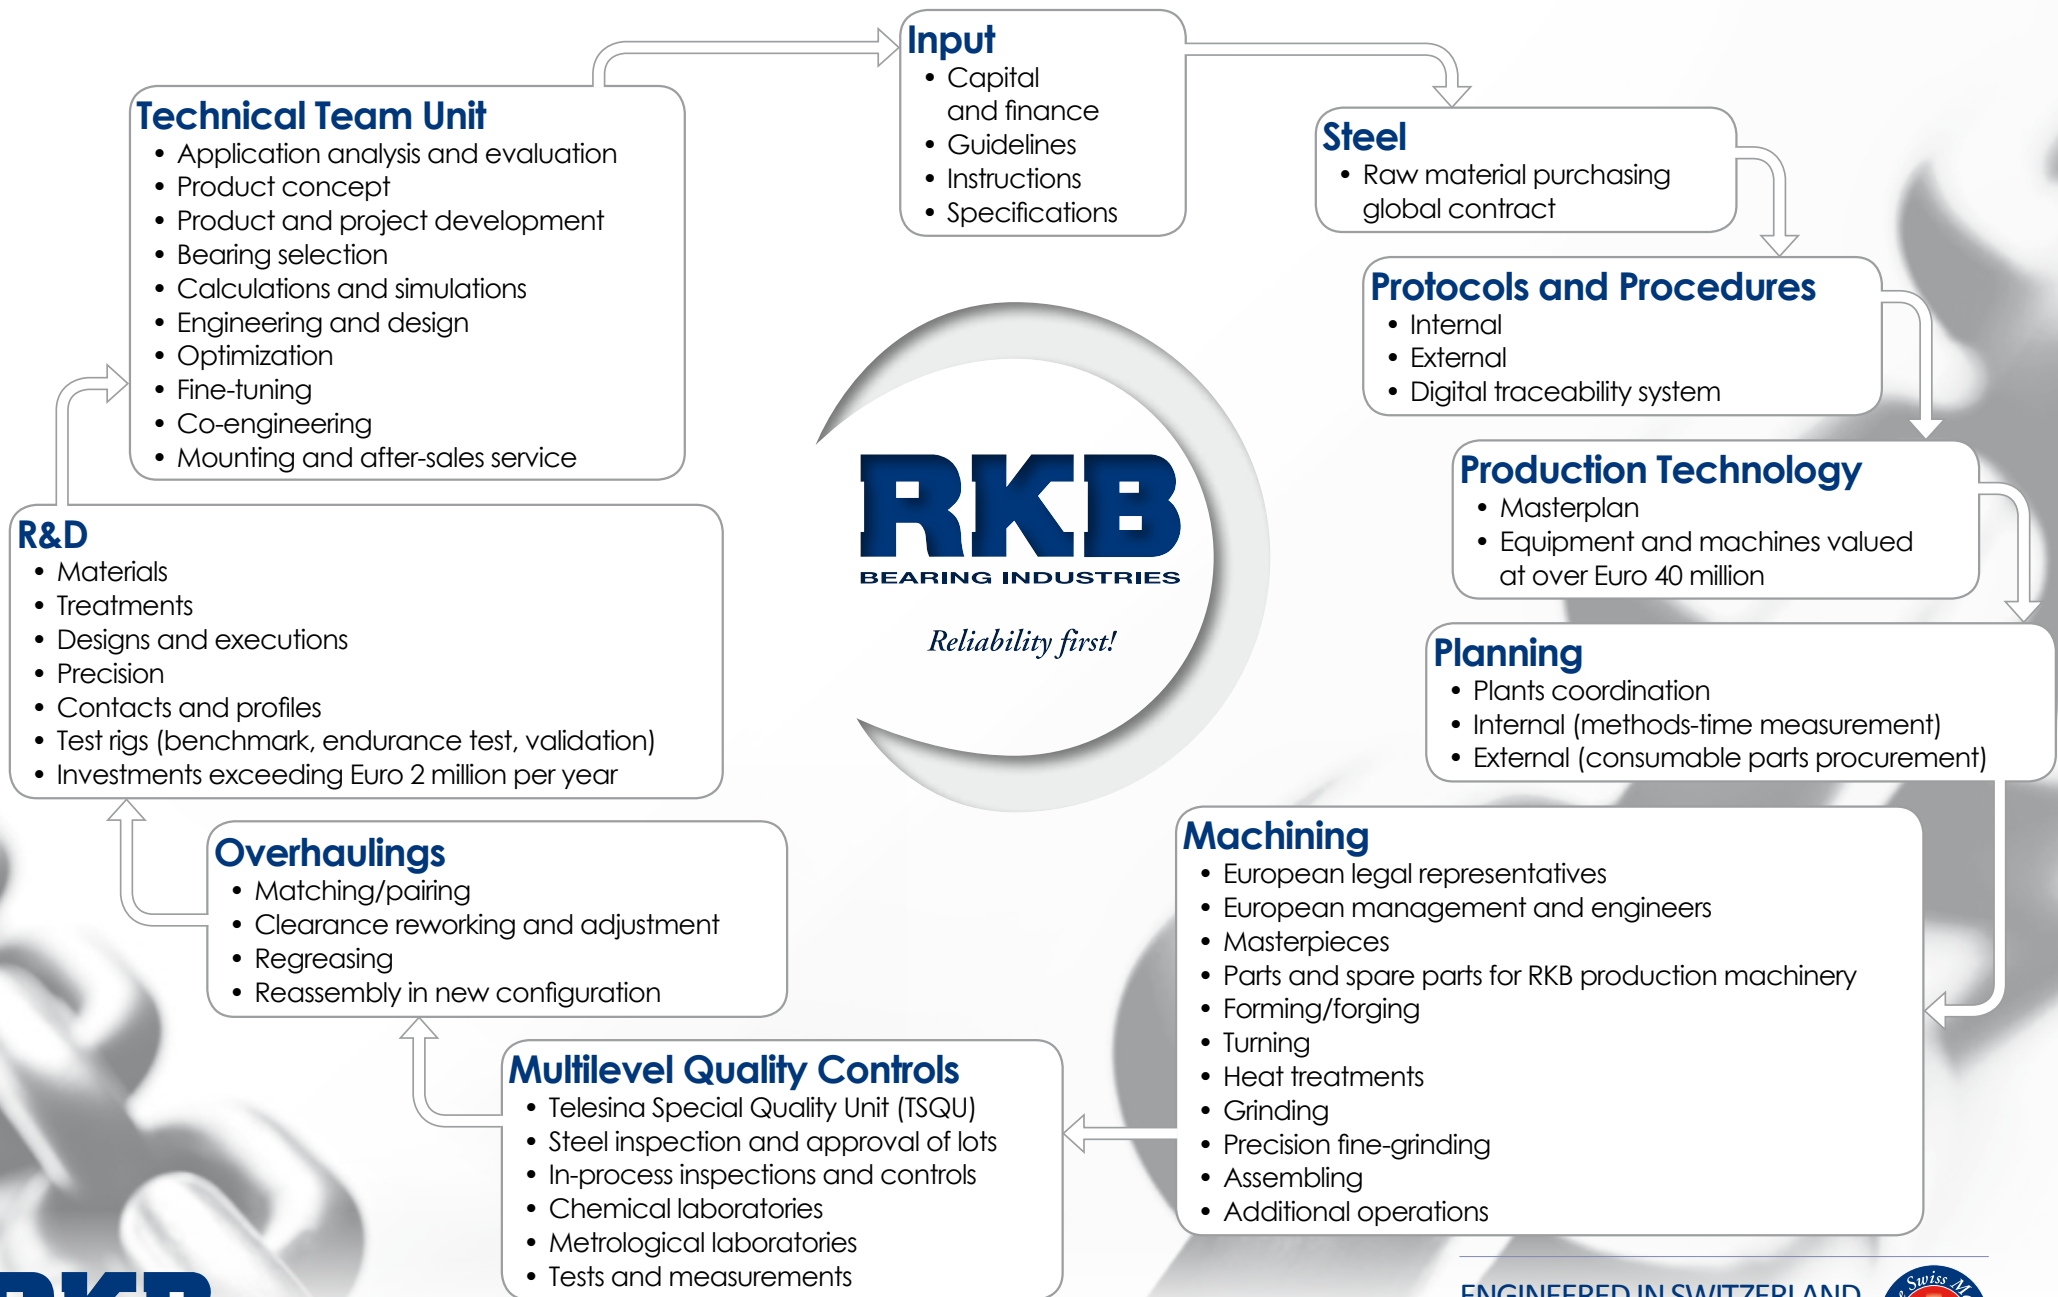 Input
• Capital
and finance
• Guidelines
• Instructions
• Specifications
Steel
• Raw material purchasing
global contract
Protocols and Procedures
• Internal
• External
• Digital traceability system
Production Technology
• Masterplan
• Equipment and machines valued
at over Euro 40 million
Planning
• Plants coordination
• Internal (methods-time measurement)
• External (consumable parts procurement)
Machining
• European legal representatives
• European management and engineers
• Masterpieces
• Parts and spare parts for RKB production machinery
• Forming/forging
• Turning
• Heat treatments
• Grinding
• Precision fine-grinding
• Assembling
• Additional operations
Multilevel Quality Controls
• Telesina Special Quality Unit (TSQU)
• Steel inspection and approval of lots
• In-process inspections and controls
• Chemical laboratories
• Metrological laboratories
• Tests and measurements
Overhaulings
• Matching/pairing
• Clearance reworking and adjustment
• Regreasing
• Reassembly in new configuration
R&D
• Materials
• Treatments
• Designs and executions
• Precision
• Contacts and profiles
• Test rigs (benchmark, endurance test, validation)
• Investments exceeding Euro 2 million per year
Technical Team Unit
• Application analysis and evaluation
• Product concept
• Product and project development
• Bearing selection
• Calculations and simulations
• Engineering and design
• Optimization
• Fine-tuning
• Co-engineering
• Mounting and after-sales service
RKB
BEARING INDUSTRIES
Reliability first!
RKB
ENGINEERED IN SWITZERLAND
Swiss